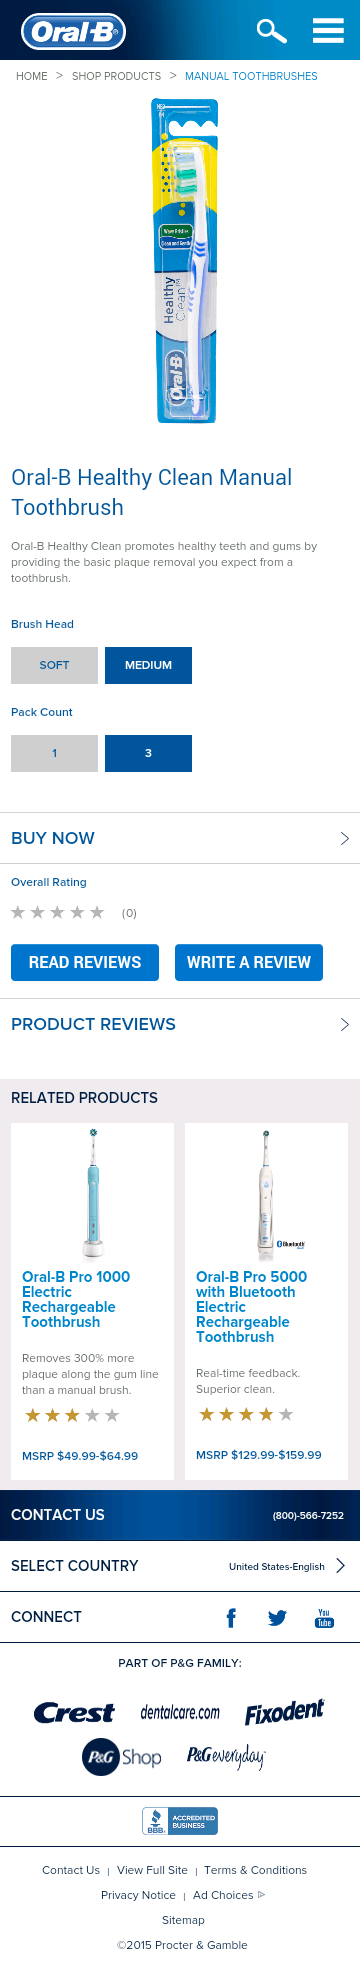 Oral-B
HOME > SHOP PRODUCTS > MANUAL TOOTHBRUSHES
Healthy
Clean
Oral-B
Oral-B Healthy Clean Manual
Toothbrush
Oral-B Healthy Clean promotes healthy teeth and gums by
providing the basic plaque removal you expect from a
toothbrush.
Brush Head
SOFT MEDIUM
Pack Count
1 3
BUY NOW
Overall Rating
(0)
READ REVIEWS WRITE A REVIEW
PRODUCT REVIEWS
RELATED PRODUCTS
Oral-B Pro 1000
Electric
Rechargeable
Toothbrush
Removes 300% more
plaque along the gum line
than a manual brush.
MSRP $49.99-$64.99
Bluetooth
Oral-B Pro 5000
with Bluetooth
Electric
Rechargeable
Toothbrush
Real-time feedback.
Superior clean.
MSRP $129.99-$159.99
CONTACT US (800)-566-7252
SELECT COUNTRY United States-English
CONNECT
You
Tube
PART OF P&G FAMILY:
Crest dentalcare.com Fixodent
P&G Shop P&G everyday
BBB. ACCREDITED
BUSINESS
Contact Us | View Full Site | Terms & Conditions
Privacy Notice | Ad Choices
Sitemap
©2015 Procter & Gamble